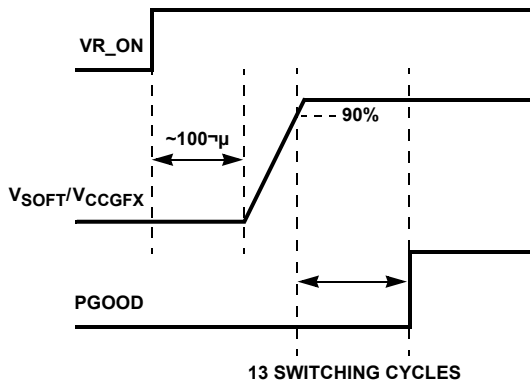 VR_ON
90%
~100¬µ
VSOFT/VCCGFX
PGOOD
13 SWITCHING CYCLES